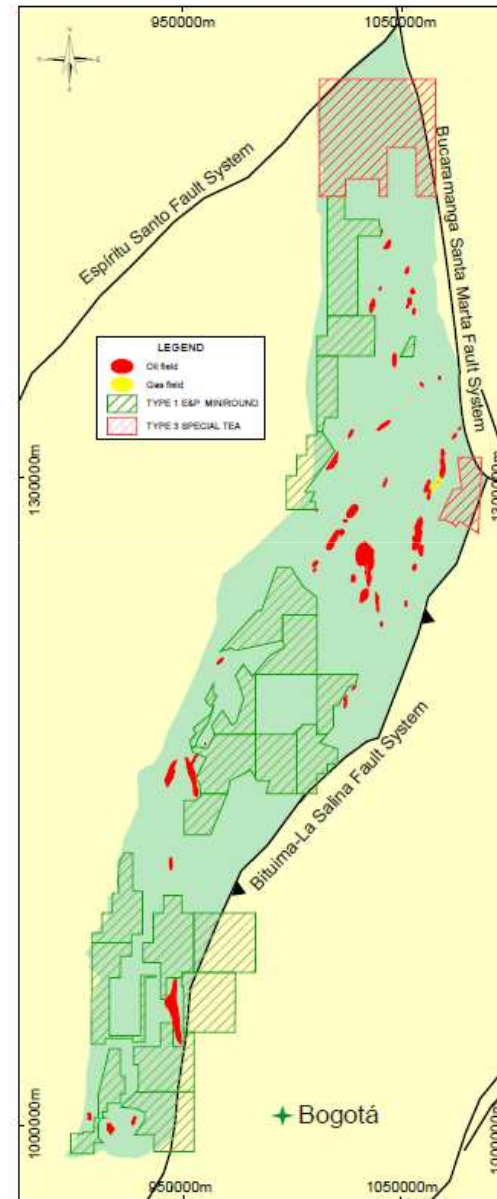 950000m
1050000m
N
Espíritu Santo Fault System
Bucaramanga Santa Marta Fault System
LEGEND
Oil field
Gas field
TYPE 1 E&P MINIROUND
TYPE 3 SPECIAL TEA
1300000m
1300000m
Bituima-La Salina Fault System
1000000m
Bogotá
1000000m
950000m
1050000m